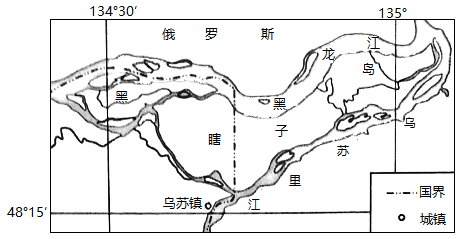 134°30′ 135°
俄罗斯
黑龙江
黑瞎子岛
乌苏里江
乌苏镇
48°15′
国界
城镇